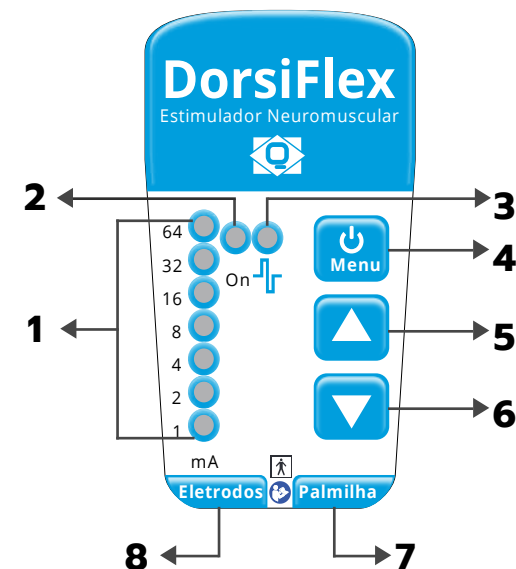 DorsiFlex
Estimulador Neuromuscular
2
3
64
On
32
16
8
4
2
1
mA
Menu
4
1
5
6
Eletrodos
Palmilha
8
7